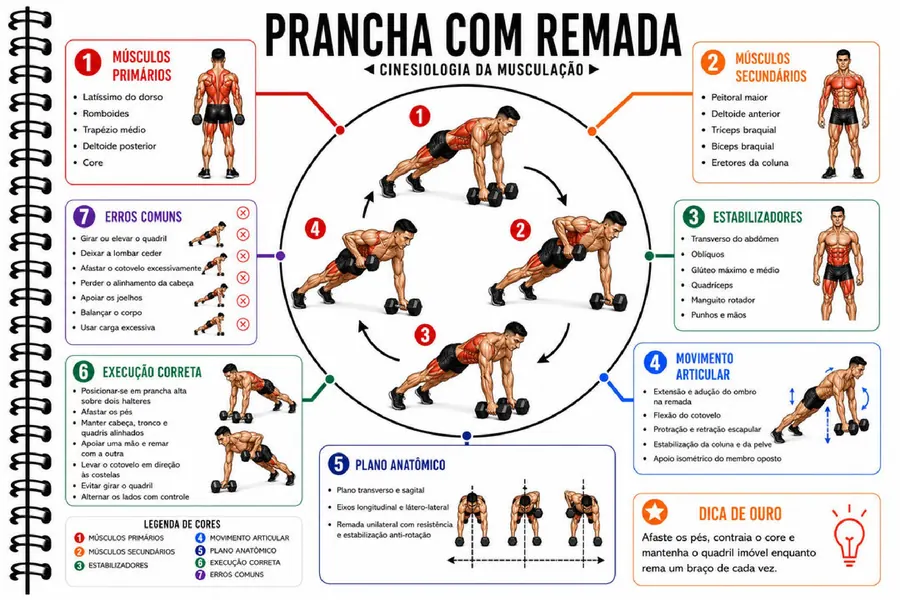 PRANCHA COM REMADA
CINESIOLOGIA DA MUSCULAÇÃO
1 MÚSCULOS
PRIMÁRIOS
• Latíssimo do dorso
• Romboides
• Trapézio médio
• Deltoide posterior
• Core
2 MÚSCULOS
SECUNDÁRIOS
• Peitoral maior
• Deltoide anterior
• Tríceps braquial
• Bíceps braquial
• Eretores da coluna
1
2
3
4
7 ERROS COMUNS
• Girar ou elevar o quadril
• Deixar a lombar ceder
• Afastar o cotovelo excessivamente
• Perder o alinhamento da cabeça
• Apoiar os joelhos
• Balançar o corpo
• Usar carga excessiva
3 ESTABILIZADORES
• Transverso do abdômen
• Oblíquos
• Glúteo máximo e médio
• Quadríceps
• Manguito rotador
• Punhos e mãos
6 EXECUÇÃO CORRETA
• Posicionar-se em prancha alta
sobre dois halteres
• Afastar os pés
• Manter cabeça, tronco e
quadris alinhados
• Apoiar uma mão e remar
com a outra
• Levar o cotovelo em direção
às costelas
• Evitar girar o quadril
• Alternar os lados com controle
4 MOVIMENTO
ARTICULAR
• Extensão e adução do ombro
na remada
• Flexão do cotovelo
• Protração e retração escapular
• Estabilização da coluna e da pelve
• Apoio isométrico do membro oposto
5 PLANO ANATÔMICO
• Plano transverso e sagital
• Eixos longitudinal e látero-lateral
• Remada unilateral com resistência
e estabilização anti-rotação
LEGENDA DE CORES
1 MÚSCULOS PRIMÁRIOS
2 MÚSCULOS SECUNDÁRIOS
3 ESTABILIZADORES
4 MOVIMENTO ARTICULAR
5 PLANO ANATÔMICO
6 EXECUÇÃO CORRETA
7 ERROS COMUNS
DICA DE OURO
Afaste os pés, contraia o core e
mantenha o quadril imóvel enquanto
rema um braço de cada vez.